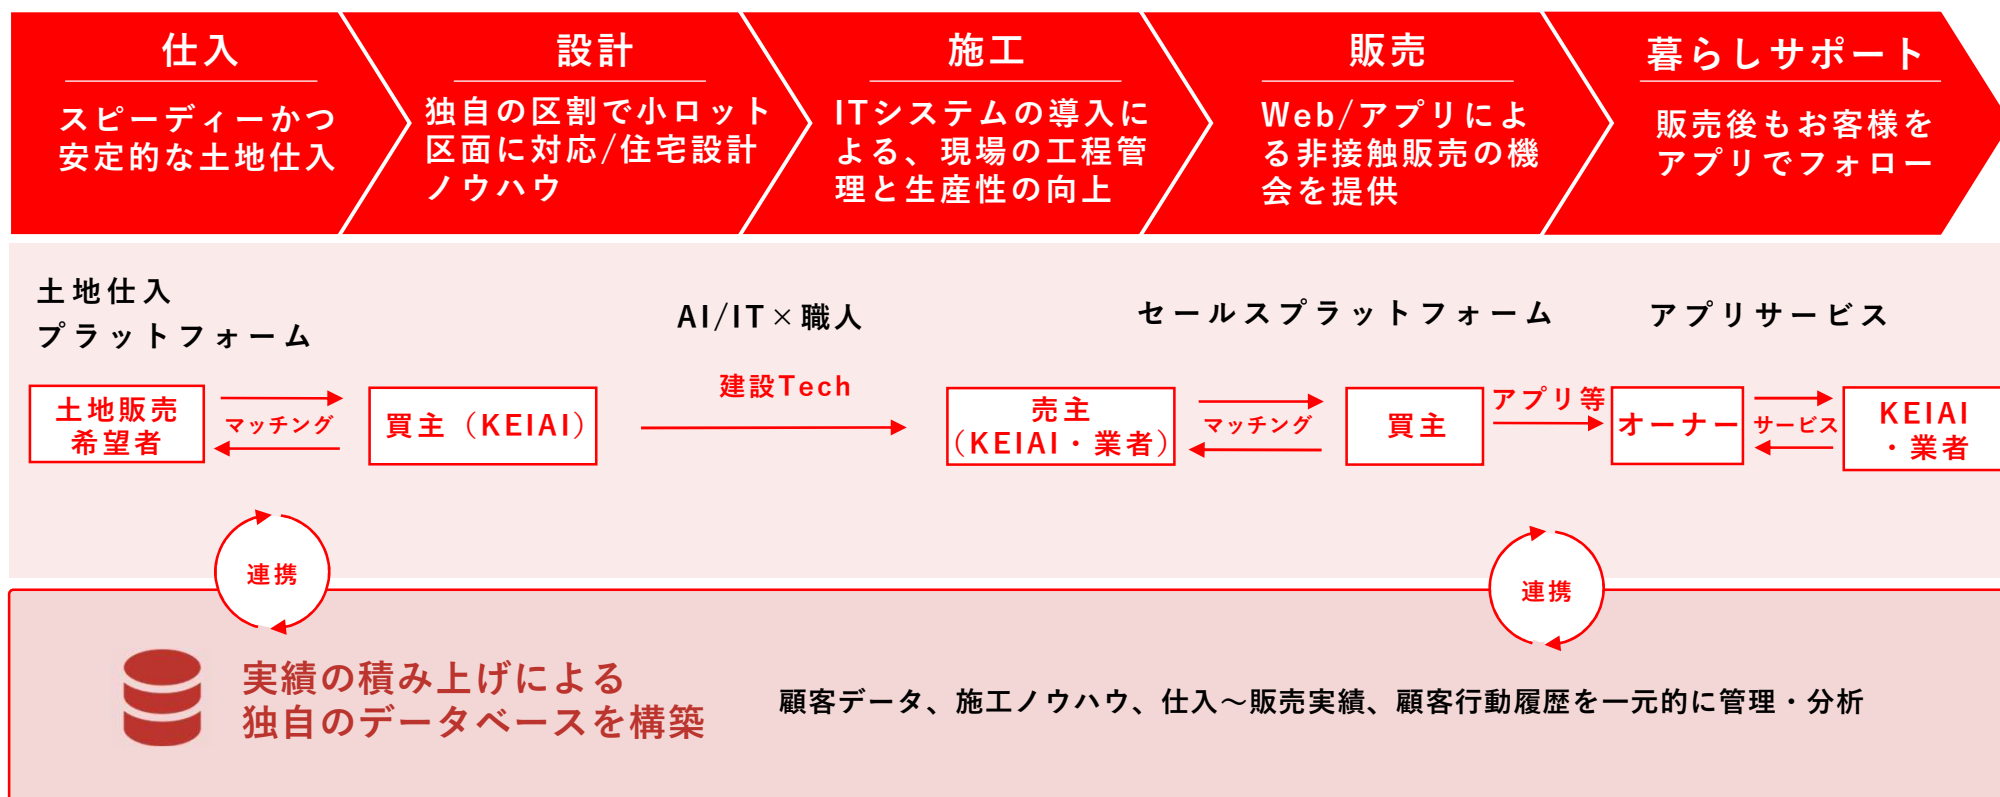 仕入
スピーディーかつ
安定的な土地仕入
設計
独自の区割で小ロット
区面に対応/住宅設計
ノウハウ
施工
ITシステムの導入に
よる、現場の工程管
理と生産性の向上
販売
Web/アプリによ
る非接触販売の機
会を提供
暮らしサポート
販売後もお客様を
アプリでフォロー
土地仕入
プラットフォーム
AI/IT×職人
セールスプラットフォーム
アプリサービス
土地販売
希望者
マッチング
買主（KEIAI）
建設Tech
売主
（KEIAI・業者）
マッチング
買主
アプリ等
オーナー
サービス
KEIAI
・業者
連携
連携
実績の積み上げによる
独自のデータベースを構築
顧客データ、施工ノウハウ、仕入～販売実績、顧客行動履歴を一元的に管理・分析